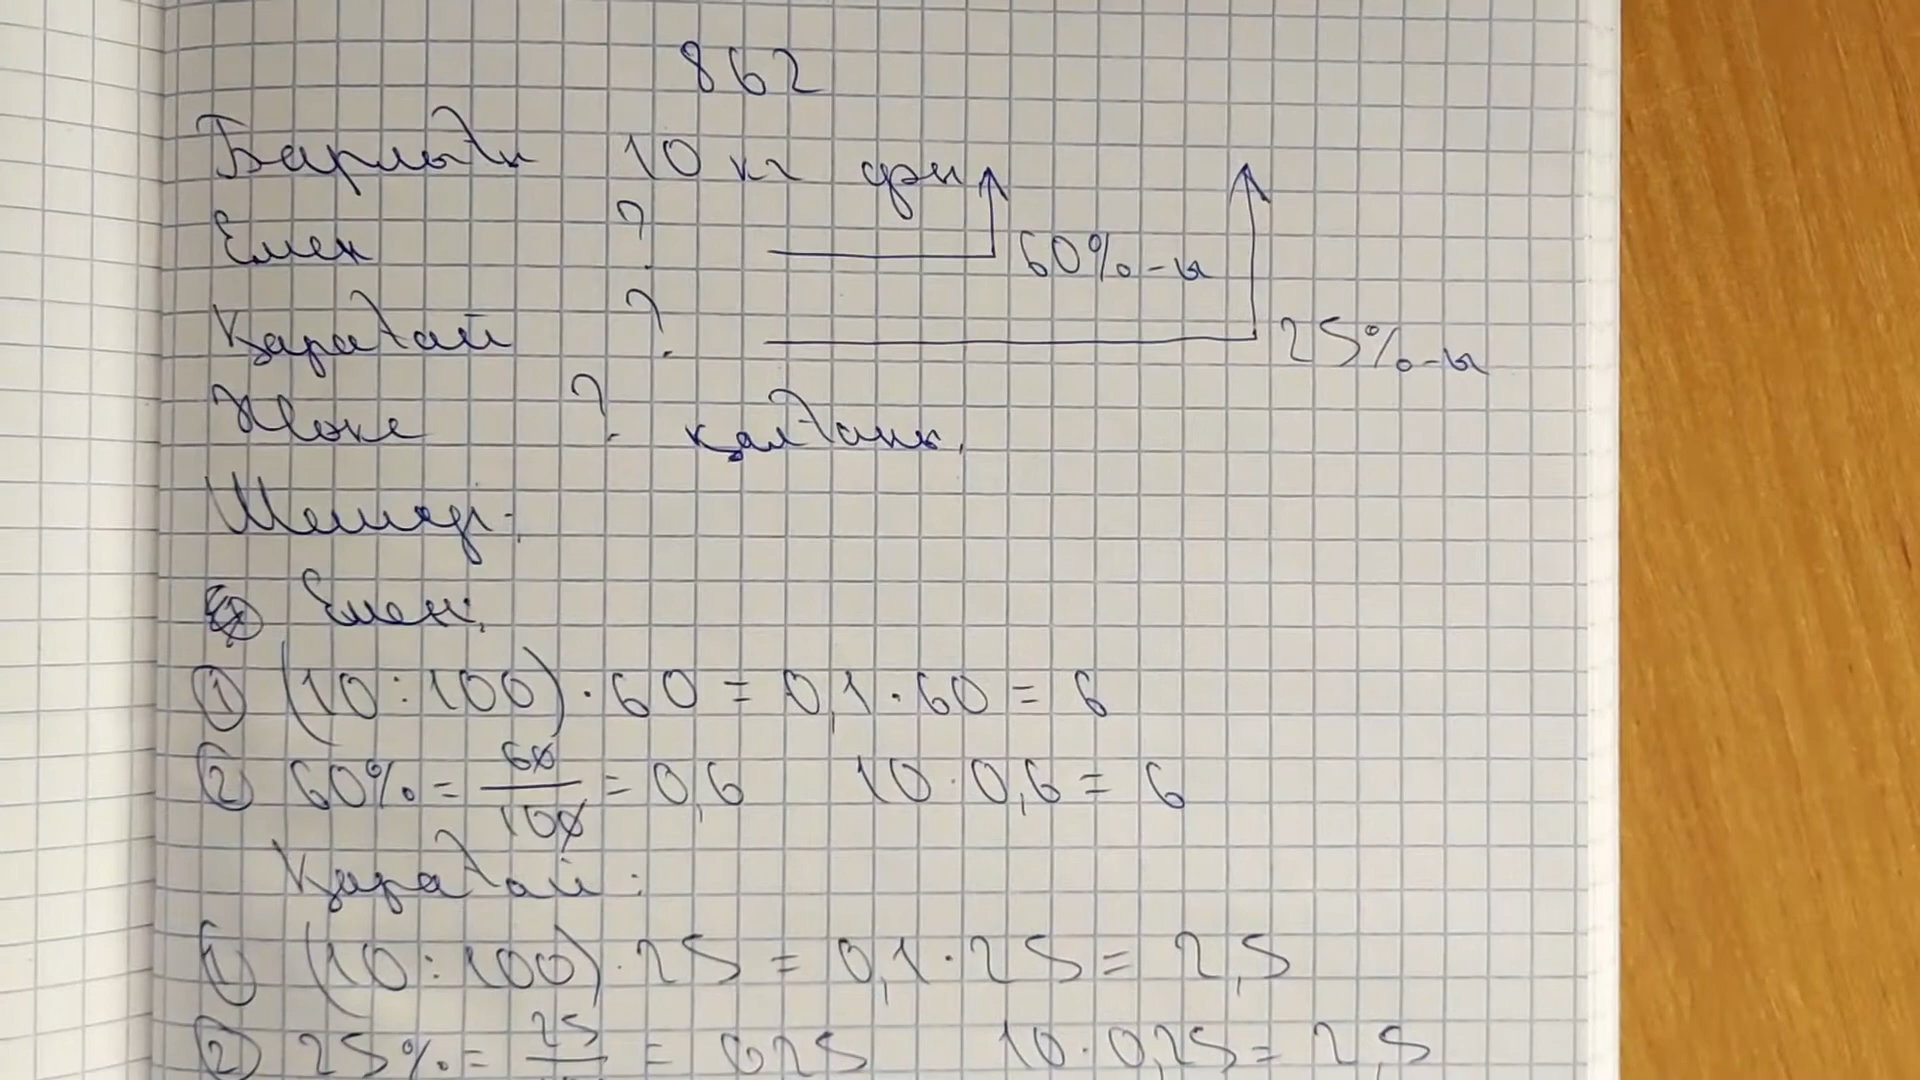 862
Барлығы 10 кг дән
Емен ? 60%-ы
Қарағай ? 25%-ы
Жөке ? қалғаны.
Шешуі:
Емен:
① (10:100)·60 = 0,1·60 = 6
② 60% = 60/100 = 0,6 10·0,6 = 6
Қарағай:
① (10:100)·25 = 0,1·25 = 2,5
② 25% = 25 = 0,25 10·0,25 = 2,5